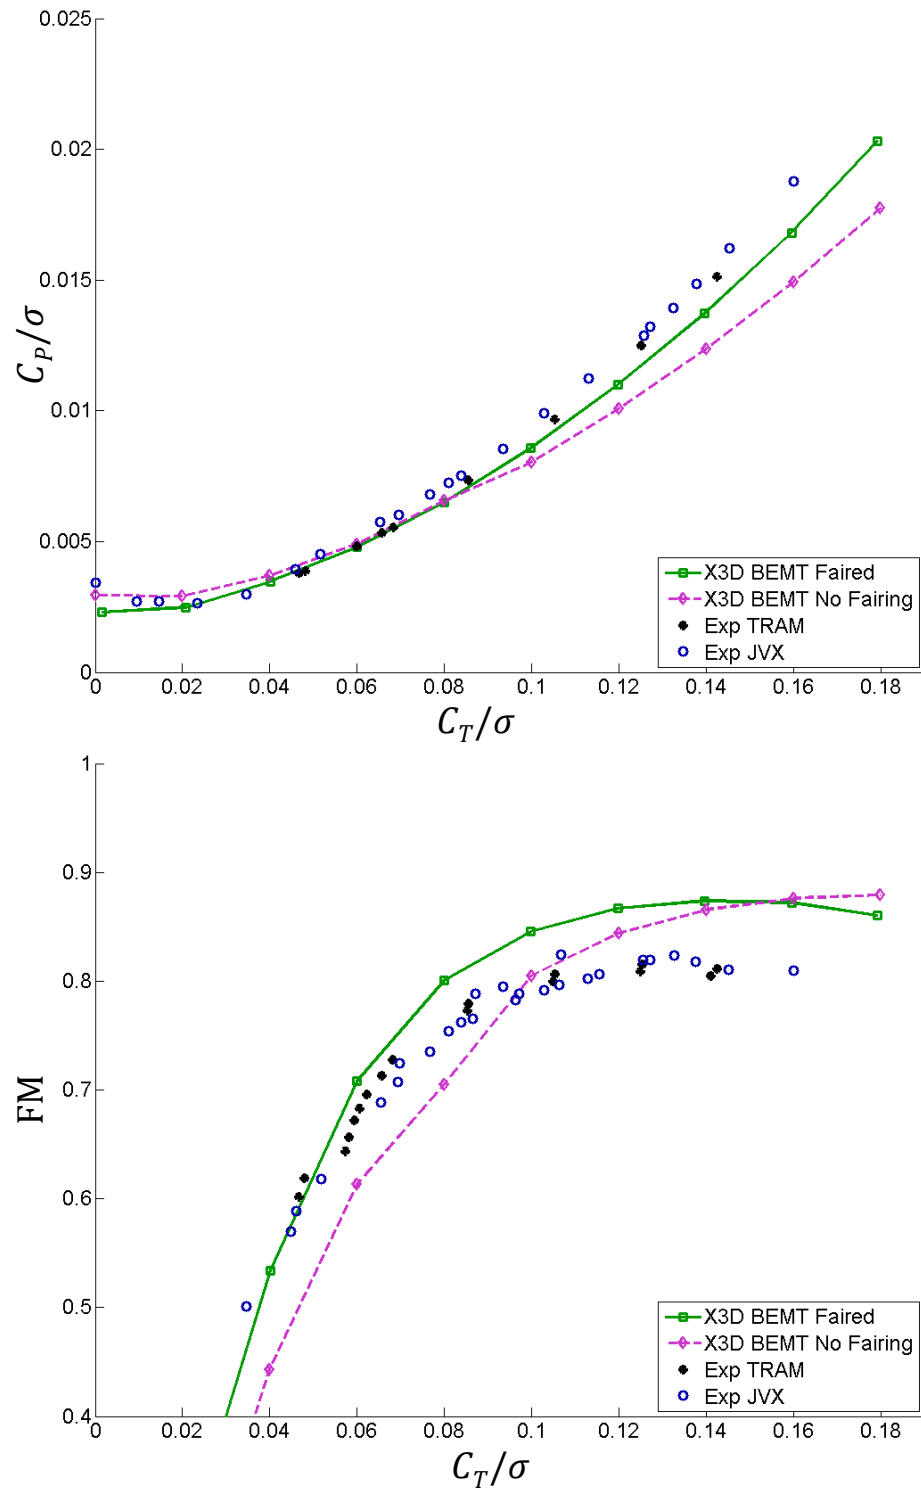 0.025
0.02
0.015
0.01
0.005
0
C_P/σ
0 0.02 0.04 0.06 0.08 0.1 0.12 0.14 0.16 0.18
C_T/σ
X3D BEMT Faired
X3D BEMT No Fairing
Exp TRAM
Exp JVX
1
0.9
0.8
0.7
0.6
0.5
0.4
FM
0 0.02 0.04 0.06 0.08 0.1 0.12 0.14 0.16 0.18
C_T/σ
X3D BEMT Faired
X3D BEMT No Fairing
Exp TRAM
Exp JVX